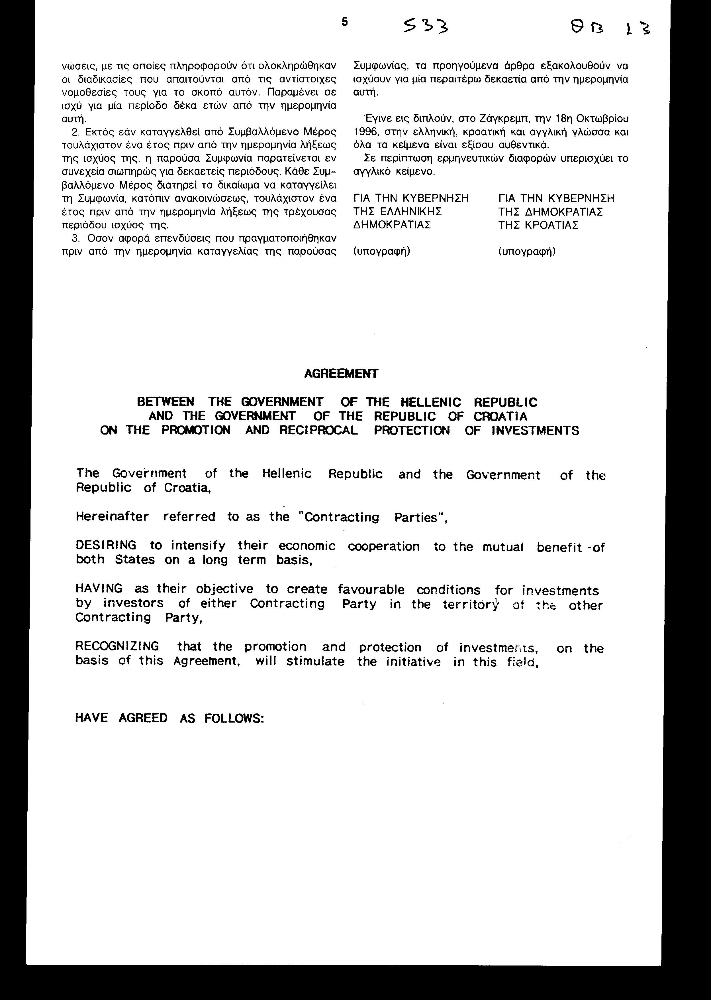 5 533 ΘΒ 13
νώσεις, με τις οποίες πληροφορούν ότι ολοκληρώθηκαν
οι διαδικασίες που απαιτούνται από τις αντίστοιχες
νομοθεσίες τους για το σκοπό αυτόν. Παραμένει σε
ισχύ για μία περίοδο δέκα ετών από την ημερομηνία
αυτή.
2. Εκτός εάν καταγγελθεί από Συμβαλλόμενο Μέρος
τουλάχιστον ένα έτος πριν από την ημερομηνία λήξεως
της ισχύος της, η παρούσα Συμφωνία παρατείνεται εν
συνεχεία σιωπηρώς για δεκαετείς περιόδους. Κάθε Συμ-
βαλλόμενο Μέρος διατηρεί το δικαίωμα να καταγγείλει
τη Συμφωνία, κατόπιν ανακοινώσεως, τουλάχιστον ένα
έτος πριν από την ημερομηνία λήξεως της τρέχουσας
περιόδου ισχύος της.
3. Όσον αφορά επενδύσεις που πραγματοποιήθηκαν
πριν από την ημερομηνία καταγγελίας της παρούσας
Συμφωνίας, τα προηγούμενα άρθρα εξακολουθούν να
ισχύουν για μία περαιτέρω δεκαετία από την ημερομηνία
αυτή.
Έγινε εις διπλούν, στο Ζάγκρεμπ, την 18η Οκτωβρίου
1996, στην ελληνική, κροατική και αγγλική γλώσσα και
όλα τα κείμενα είναι εξίσου αυθεντικά.
Σε περίπτωση ερμηνευτικών διαφορών υπερισχύει το
αγγλικό κείμενο.
ΓΙΑ ΤΗΝ ΚΥΒΕΡΝΗΣΗ ΓΙΑ ΤΗΝ ΚΥΒΕΡΝΗΣΗ
ΤΗΣ ΕΛΛΗΝΙΚΗΣ ΤΗΣ ΔΗΜΟΚΡΑΤΙΑΣ
ΔΗΜΟΚΡΑΤΙΑΣ ΤΗΣ ΚΡΟΑΤΙΑΣ
(υπογραφή) (υπογραφή)
AGREEMENT
BETWEEN THE GOVERNMENT OF THE HELLENIC REPUBLIC
AND THE GOVERNMENT OF THE REPUBLIC OF CROATIA
ON THE PROMOTION AND RECIPROCAL PROTECTION OF INVESTMENTS
The Government of the Hellenic Republic and the Government of the
Republic of Croatia,
Hereinafter referred to as the "Contracting Parties",
DESIRING to intensify their economic cooperation to the mutual benefit of
both States on a long term basis,
HAVING as their objective to create favourable conditions for investments
by investors of either Contracting Party in the territory of the other
Contracting Party,
RECOGNIZING that the promotion and protection of investments, on the
basis of this Agreement, will stimulate the initiative in this field,
HAVE AGREED AS FOLLOWS: